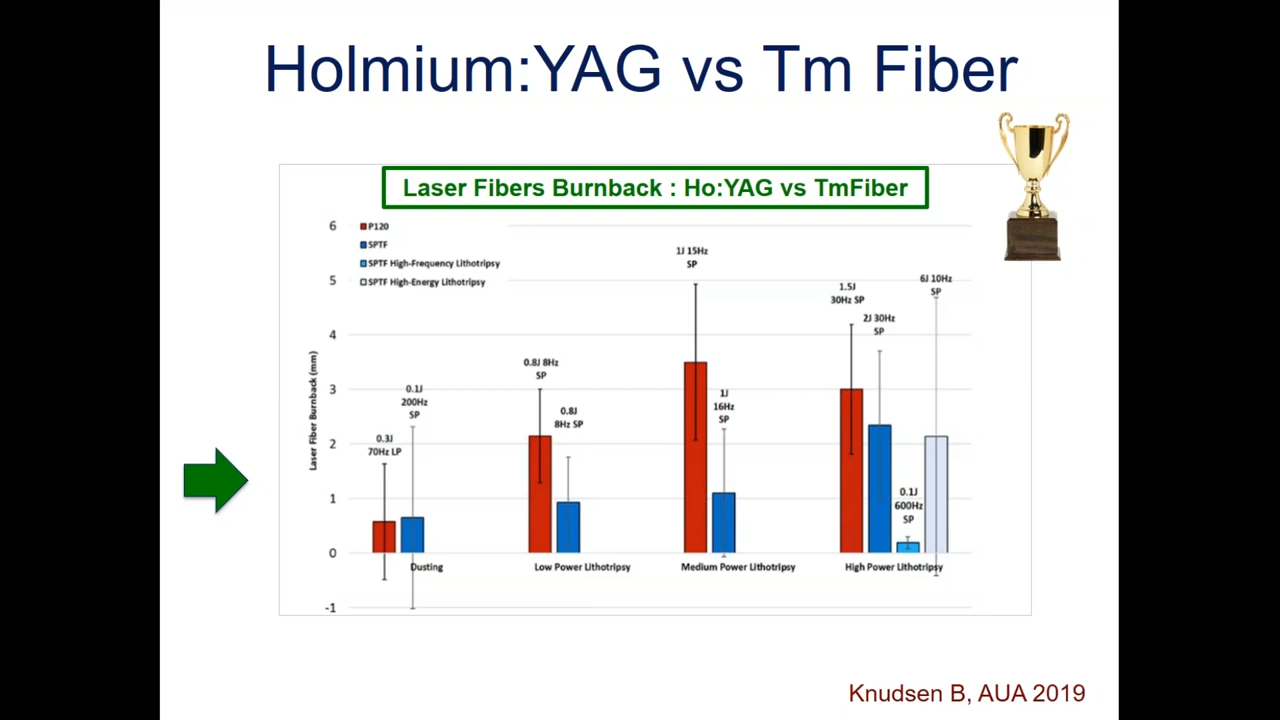 Holmium:YAG vs Tm Fiber
Laser Fibers Burnback : Ho:YAG vs TmFiber
P120
SPTF
SPTF High-Frequency Lithotripsy
SPTF High-Energy Lithotripsy
Laser Fiber Burnback (mm)
6
5
4
3
2
1
0
-1
0.3J
70Hz LP
0.1J
200Hz
SP
0.8J 8Hz
SP
0.8J
8Hz SP
1J 15Hz
SP
1J
16Hz
SP
1.5J
30Hz SP
2J 30Hz
SP
0.1J
600Hz
SP
6J 10Hz
SP
Dusting
Low Power Lithotripsy
Medium Power Lithotripsy
High Power Lithotripsy
Knudsen B, AUA 2019